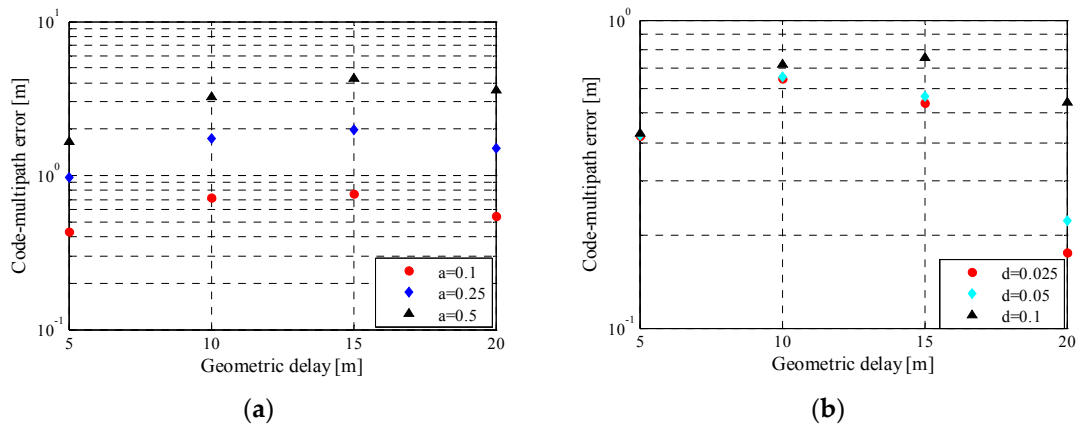 10^1
10^0
10^-1
Code-multipath error [m]
5
10
15
20
Geometric delay [m]
a=0.1
a=0.25
a=0.5
(a)
10^0
10^-1
Code-multipath error [m]
5
10
15
20
Geometric delay [m]
d=0.025
d=0.05
d=0.1
(b)